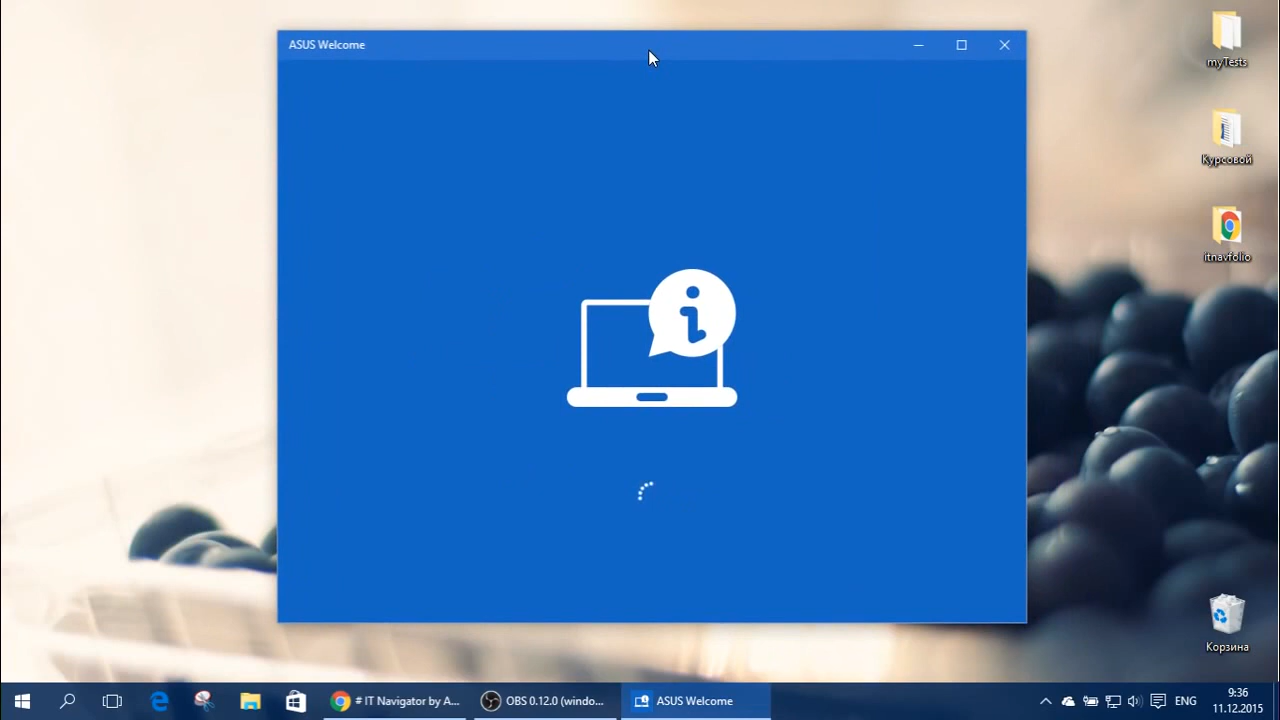 ASUS Welcome
myTests
Курсовой
itnavfolio
Корзина
# IT Navigator by A...
OBS 0.12.0 (windo...
ASUS Welcome
ENG
9:36
11.12.2015